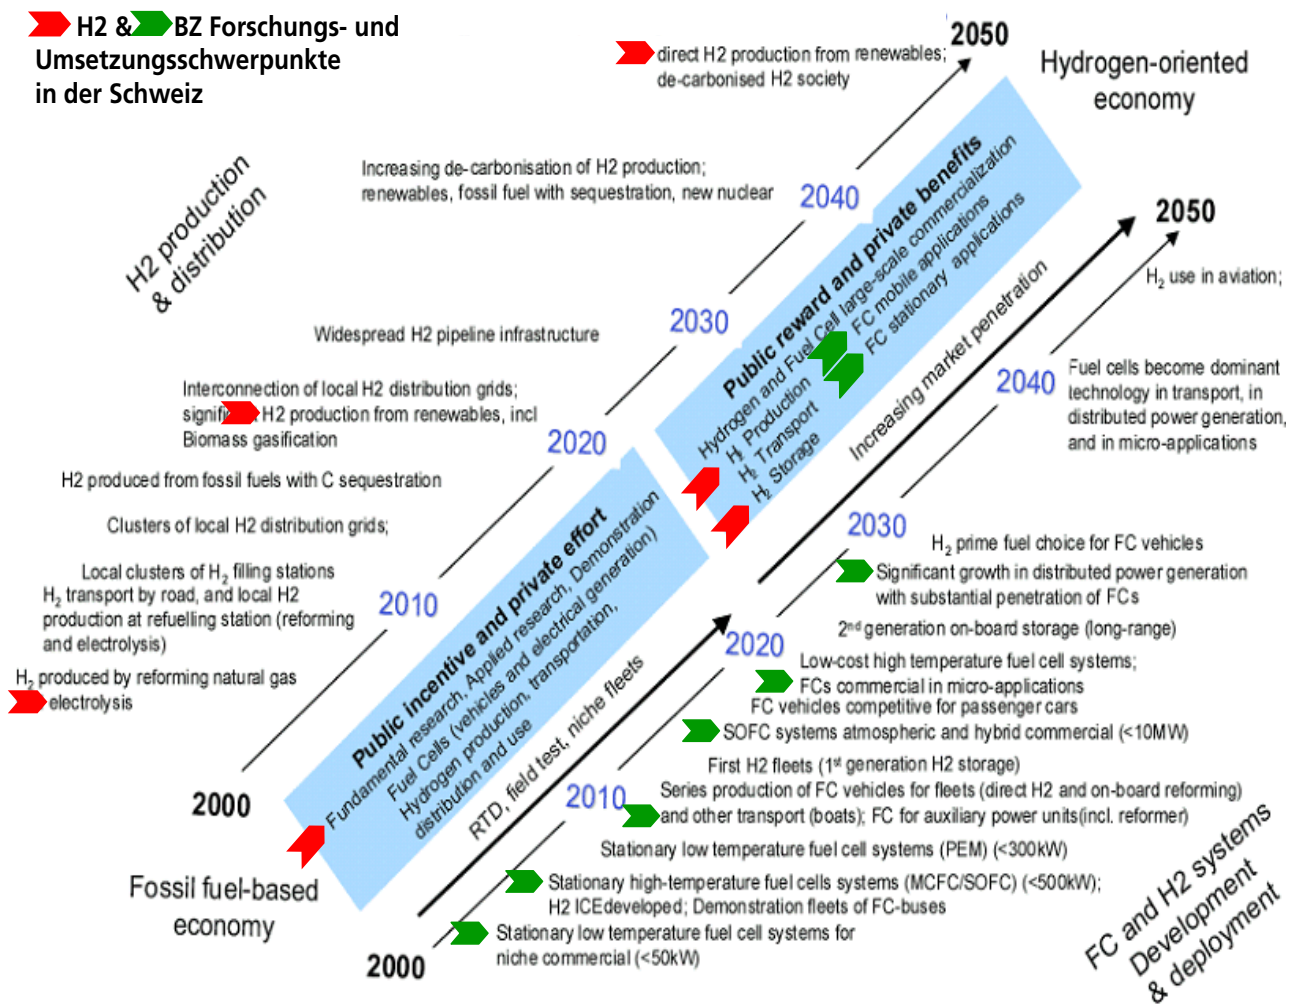 H2 & BZ Forschungs- und
Umsetzungsschwerpunkte
in der Schweiz
2050
direct H2 production from renewables;
de-carbonised H2 society
Hydrogen-oriented
economy
Increasing de-carbonisation of H2 production;
renewables, fossil fuel with sequestration, new nuclear
2040
H2 production
& distribution
2030
Widespread H2 pipeline infrastructure
Interconnection of local H2 distribution grids;
signifi H2 production from renewables, incl
Biomass gasification
2020
H2 produced from fossil fuels with C sequestration
Clusters of local H2 distribution grids;
Local clusters of H2 filling stations
H2 transport by road, and local H2
production at refuelling station (reforming
and electrolysis)
2010
H2 produced by reforming natural gas
electrolysis
2000
Fossil fuel-based
economy
Public reward and private benefits
Hydrogen and Fuel Cell large-scale commercialization
H2 Production
FC mobile applications
H2 Transport
FC stationary applications
H2 Storage
Public incentive and private effort
Fundamental research, Applied research, Demonstration
Fuel Cells (vehicles and electrical generation)
Hydrogen production, transportation,
distribution and use
Increasing market penetration
RTD, field test, niche fleets
2050
H2 use in aviation;
2040
Fuel cells become dominant
technology in transport, in
distributed power generation,
and in micro-applications
2030
H2 prime fuel choice for FC vehicles
Significant growth in distributed power generation
with substantial penetration of FCs
2nd generation on-board storage (long-range)
2020
Low-cost high temperature fuel cell systems;
FCs commercial in micro-applications
FC vehicles competitive for passenger cars
SOFC systems atmospheric and hybrid commercial (<10MW)
First H2 fleets (1st generation H2 storage)
2010
Series production of FC vehicles for fleets (direct H2 and on-board reforming)
and other transport (boats); FC for auxiliary power units(incl. reformer)
Stationary low temperature fuel cell systems (PEM) (<300kW)
Stationary high-temperature fuel cells systems (MCFC/SOFC) (<500kW);
H2 ICEdeveloped; Demonstration fleets of FC-buses
Stationary low temperature fuel cell systems for
niche commercial (<50kW)
2000
FC and H2 systems
Development
& deployment